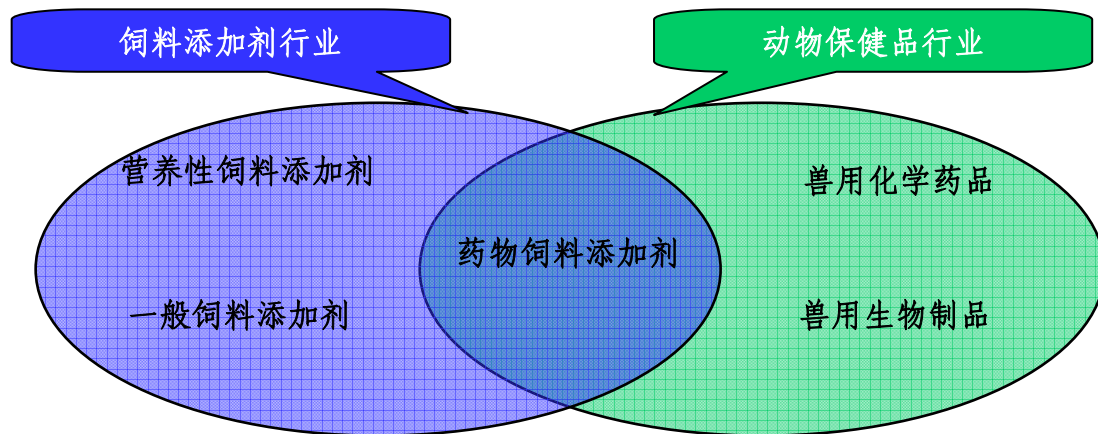 饲料添加剂行业
动物保健品行业
营养性饲料添加剂
兽用化学药品
药物饲料添加剂
一般饲料添加剂
兽用生物制品